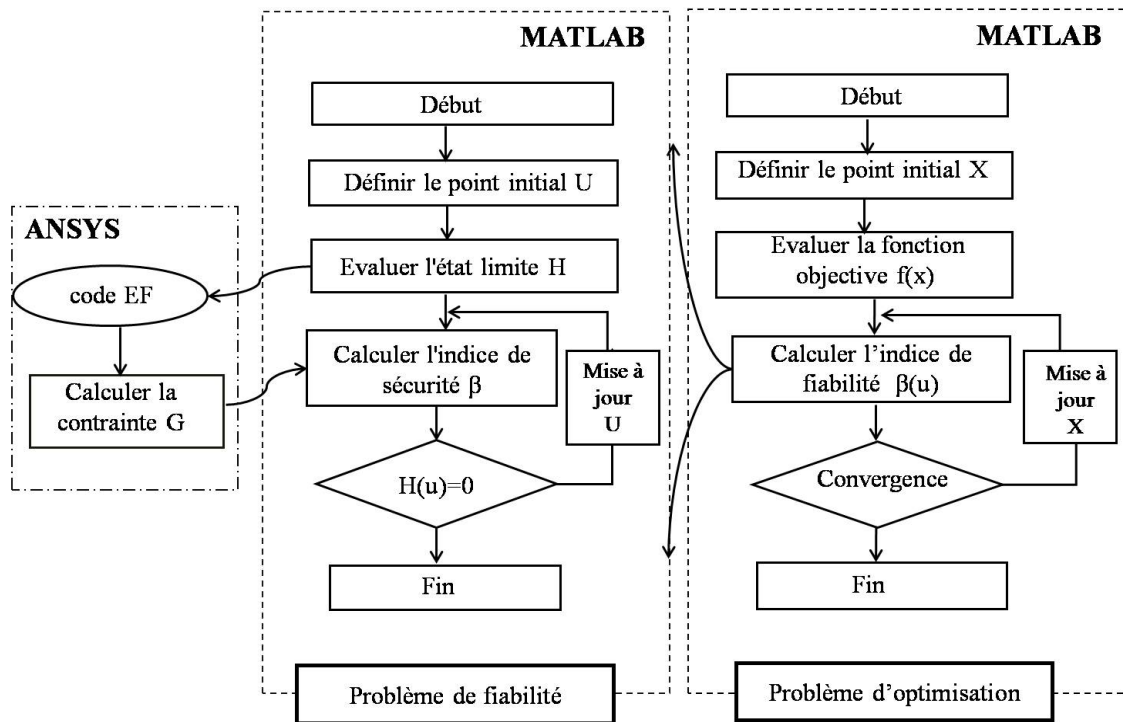 ANSYS
code EF
Calculer la
contrainte G
MATLAB
Début
Définir le point initial U
Evaluer l'état limite H
Calculer l'indice de
sécurité β
Mise à
jour
U
H(u)=0
Fin
Problème de fiabilité
MATLAB
Début
Définir le point initial X
Evaluer la fonction
objective f(x)
Calculer l’indice de
fiabilité β(u)
Mise à
jour
X
Convergence
Fin
Problème d’optimisation